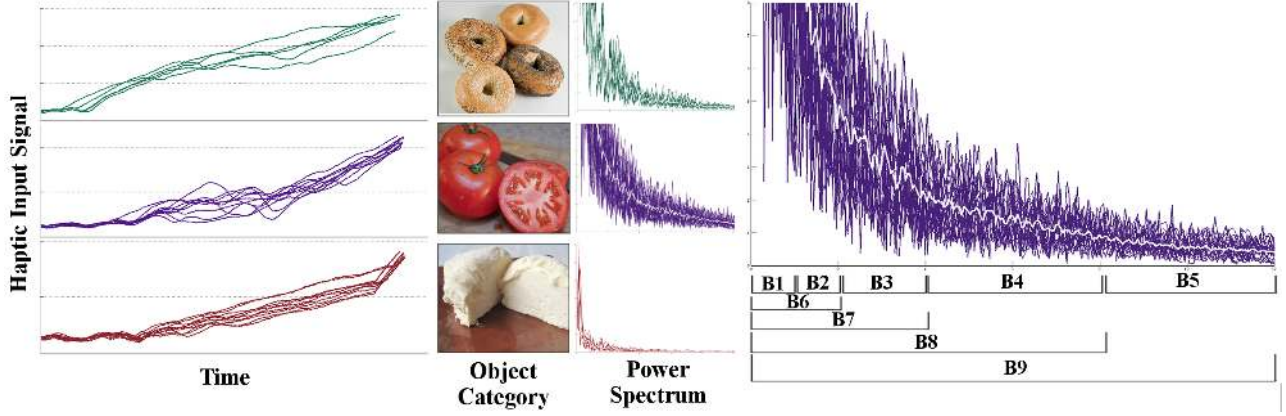 Haptic Input Signal
Time
Object
Category
Power
Spectrum
B1 B2 B3 B4 B5
B6
B7
B8
B9